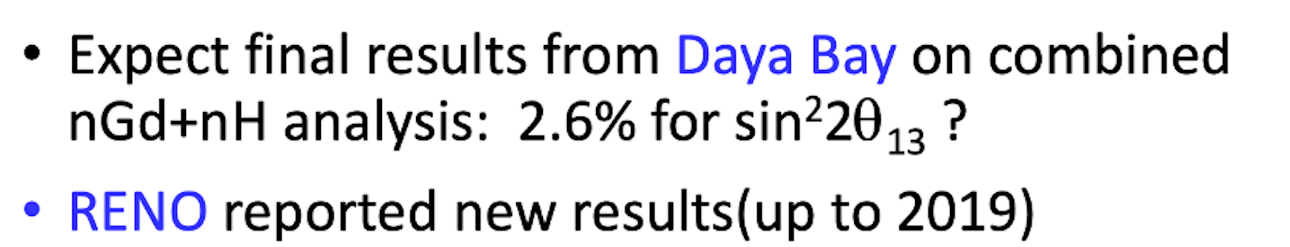 • Expect final results from Daya Bay on combined
nGd+nH analysis: 2.6% for sin²2θ₁₃ ?
• RENO reported new results(up to 2019)